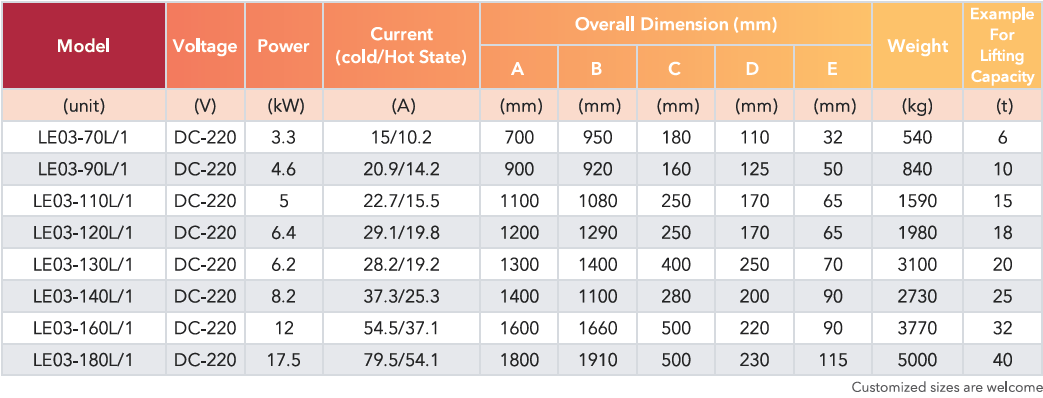 Model Voltage Power Current (cold/Hot State) Overall Dimension (mm) Weight Example For Lifting Capacity
A B C D E
(unit) (V) (kW) (A) (mm) (mm) (mm) (mm) (mm) (kg) (t)
LE03-70L/1 DC-220 3.3 15/10.2 700 950 180 110 32 540 6
LE03-90L/1 DC-220 4.6 20.9/14.2 900 920 160 125 50 840 10
LE03-110L/1 DC-220 5 22.7/15.5 1100 1080 250 170 65 1590 15
LE03-120L/1 DC-220 6.4 29.1/19.8 1200 1290 250 170 65 1980 18
LE03-130L/1 DC-220 6.2 28.2/19.2 1300 1400 400 250 70 3100 20
LE03-140L/1 DC-220 8.2 37.3/25.3 1400 1100 280 200 90 2730 25
LE03-160L/1 DC-220 12 54.5/37.1 1600 1660 500 220 90 3770 32
LE03-180L/1 DC-220 17.5 79.5/54.1 1800 1910 500 230 115 5000 40
Customized sizes are welcome